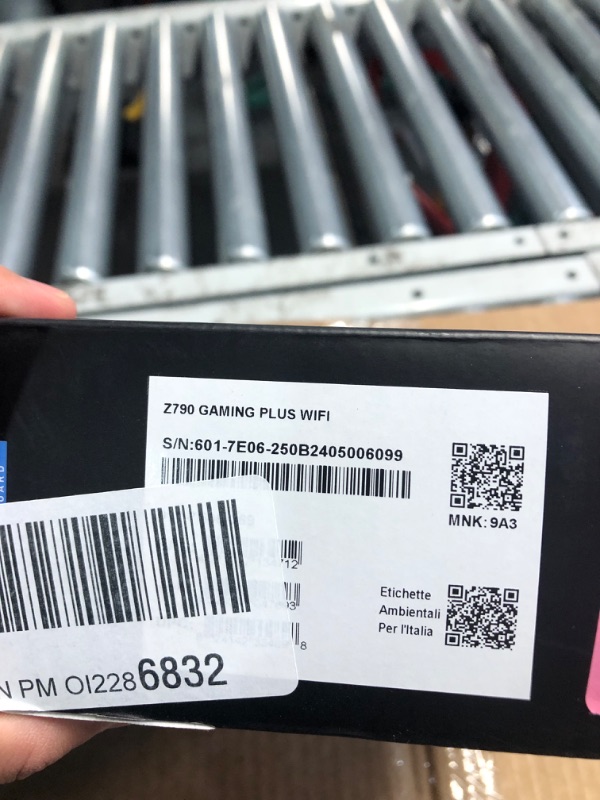 Z790 GAMING PLUS WIFI
S/N:601-7E06-250B2405006099
MNK: 9A3
Etichette
Ambientali
Per l'Italia
N PM OI2286832